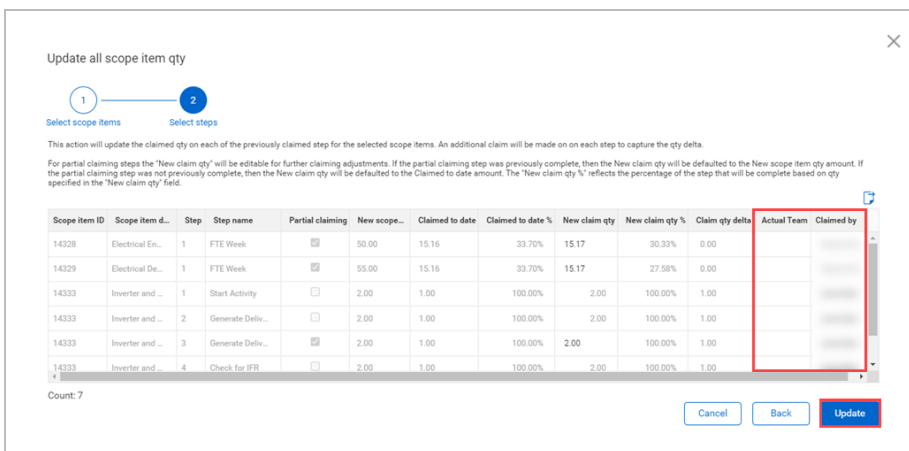 Update all scope item qty
1 2
Select scope items Select steps
This action will update the claimed qty on each of the previously claimed step for the selected scope items. An additional claim will be made on on each step to capture the qty delta.
For partial claiming steps the "New claim qty" will be editable for further claiming adjustments. If the partial claiming step was previously complete, then the New claim qty will be defaulted to the New scope item qty amount. If
the partial claiming step was not previously complete, then the New claim qty will be defaulted to the Claimed to date amount. The "New claim qty %" reflects the percentage of the step that will be complete based on qty
specified in the "New claim qty" field.
Scope item ID Scope item d... Step Step name Partial claiming New scope... Claimed to date Claimed to date % New claim qty New claim qty % Claim qty delta Actual Team Claimed by
14328 Electrical En... 1 FTE Week 50.00 15.16 33.70% 15.17 30.33% 0.00
14329 Electrical De... 1 FTE Week 55.00 15.16 33.70% 15.17 27.58% 0.00
14333 Inverter and ... 1 Start Activity 2.00 1.00 100.00% 2.00 100.00% 1.00
14333 Inverter and ... 2 Generate Deliv... 2.00 1.00 100.00% 2.00 100.00% 1.00
14333 Inverter and ... 3 Generate Deliv... 2.00 1.00 100.00% 2.00 100.00% 1.00
14333 Inverter and ... 4 Check for IFR 2.00 1.00 100.00% 2.00 100.00% 1.00
Count: 7
Cancel Back Update